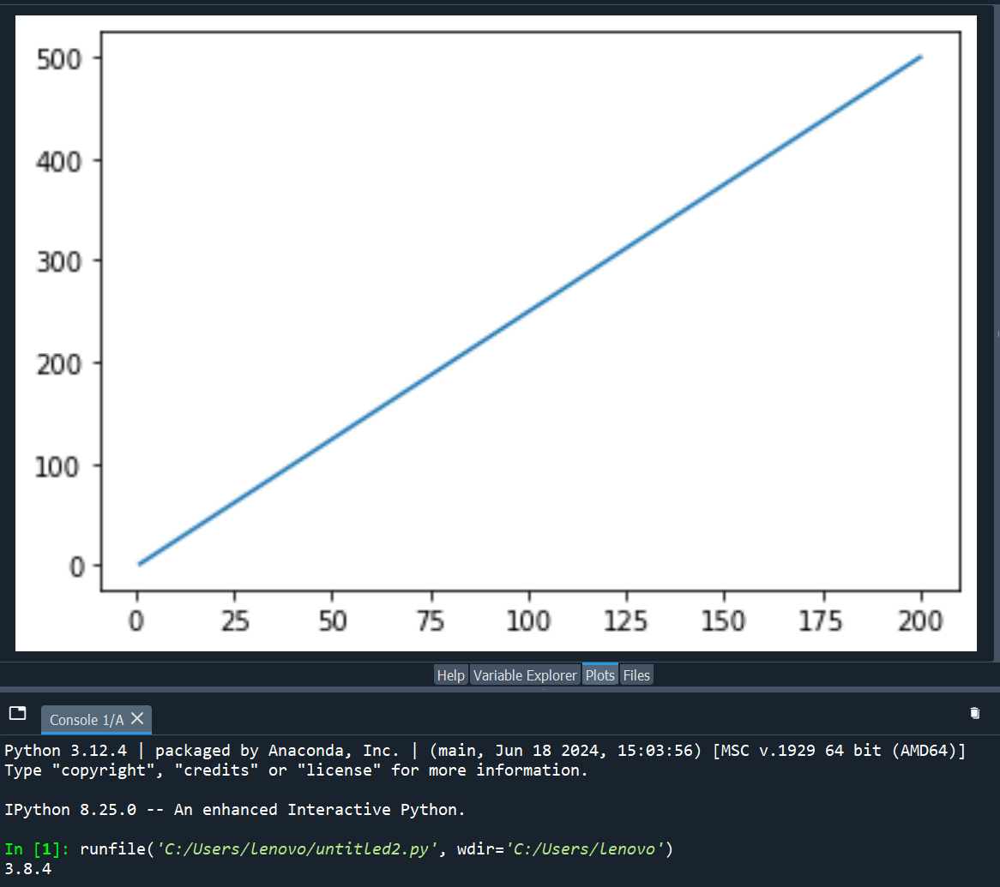 500
400
300
200
100
0
0 25 50 75 100 125 150 175 200
Help Variable Explorer Plots Files
Console 1/A
Python 3.12.4 | packaged by Anaconda, Inc. | (main, Jun 18 2024, 15:03:56) [MSC v.1929 64 bit (AMD64)]
Type "copyright", "credits" or "license" for more information.
IPython 8.25.0 -- An enhanced Interactive Python.
In [1]: runfile('C:/Users/lenovo/untitled2.py', wdir='C:/Users/lenovo')
3.8.4